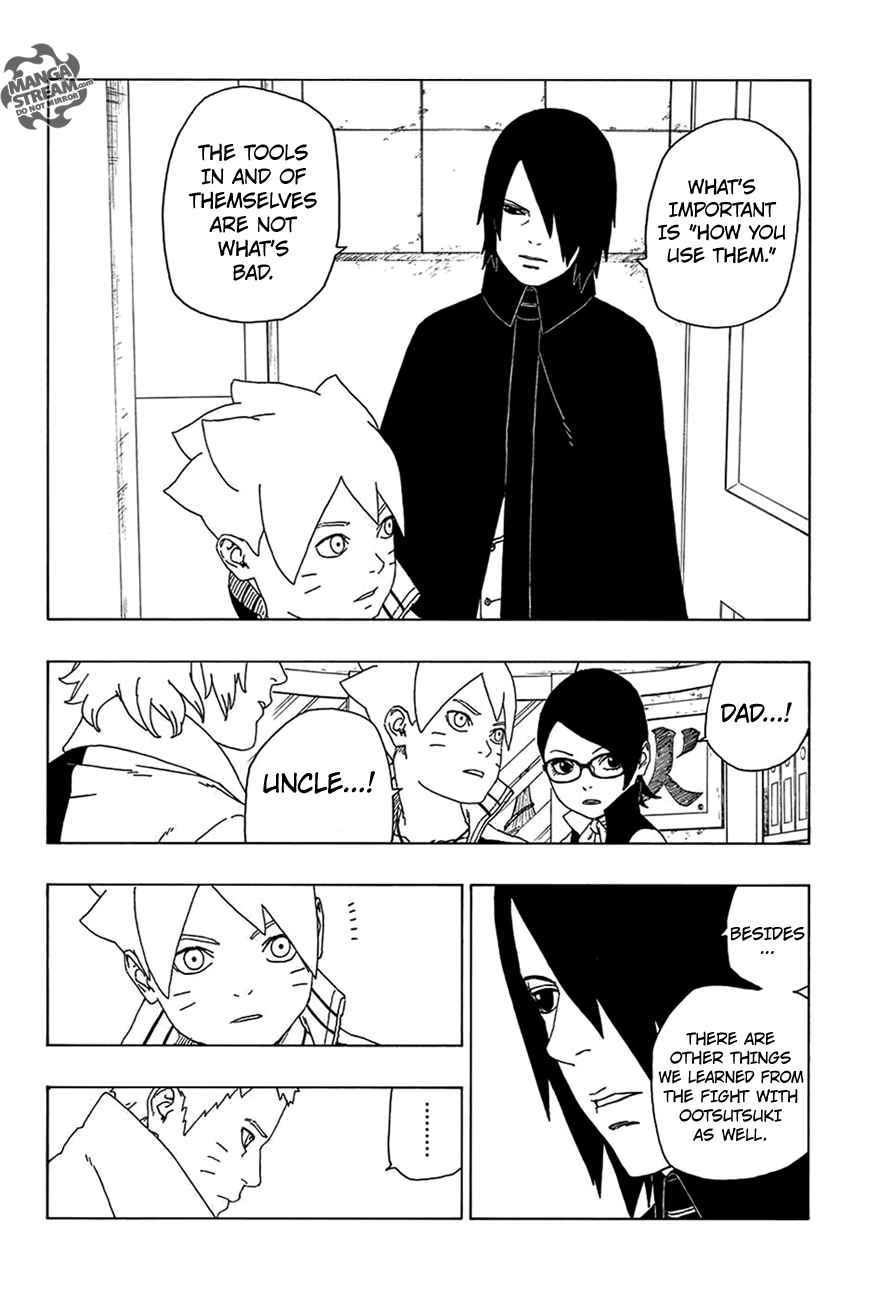 MANGA
STREAM.com
DO NOT MIRROR
WHAT'S
IMPORTANT
IS "HOW YOU
USE THEM."
THE TOOLS
IN AND OF
THEMSELVES
ARE NOT
WHAT'S
BAD.
DAD...!
UNCLE...!
火
BESIDES
...
THERE ARE
OTHER THINGS
WE LEARNED FROM
THE FIGHT WITH
OOTSUTSUKI
AS WELL.